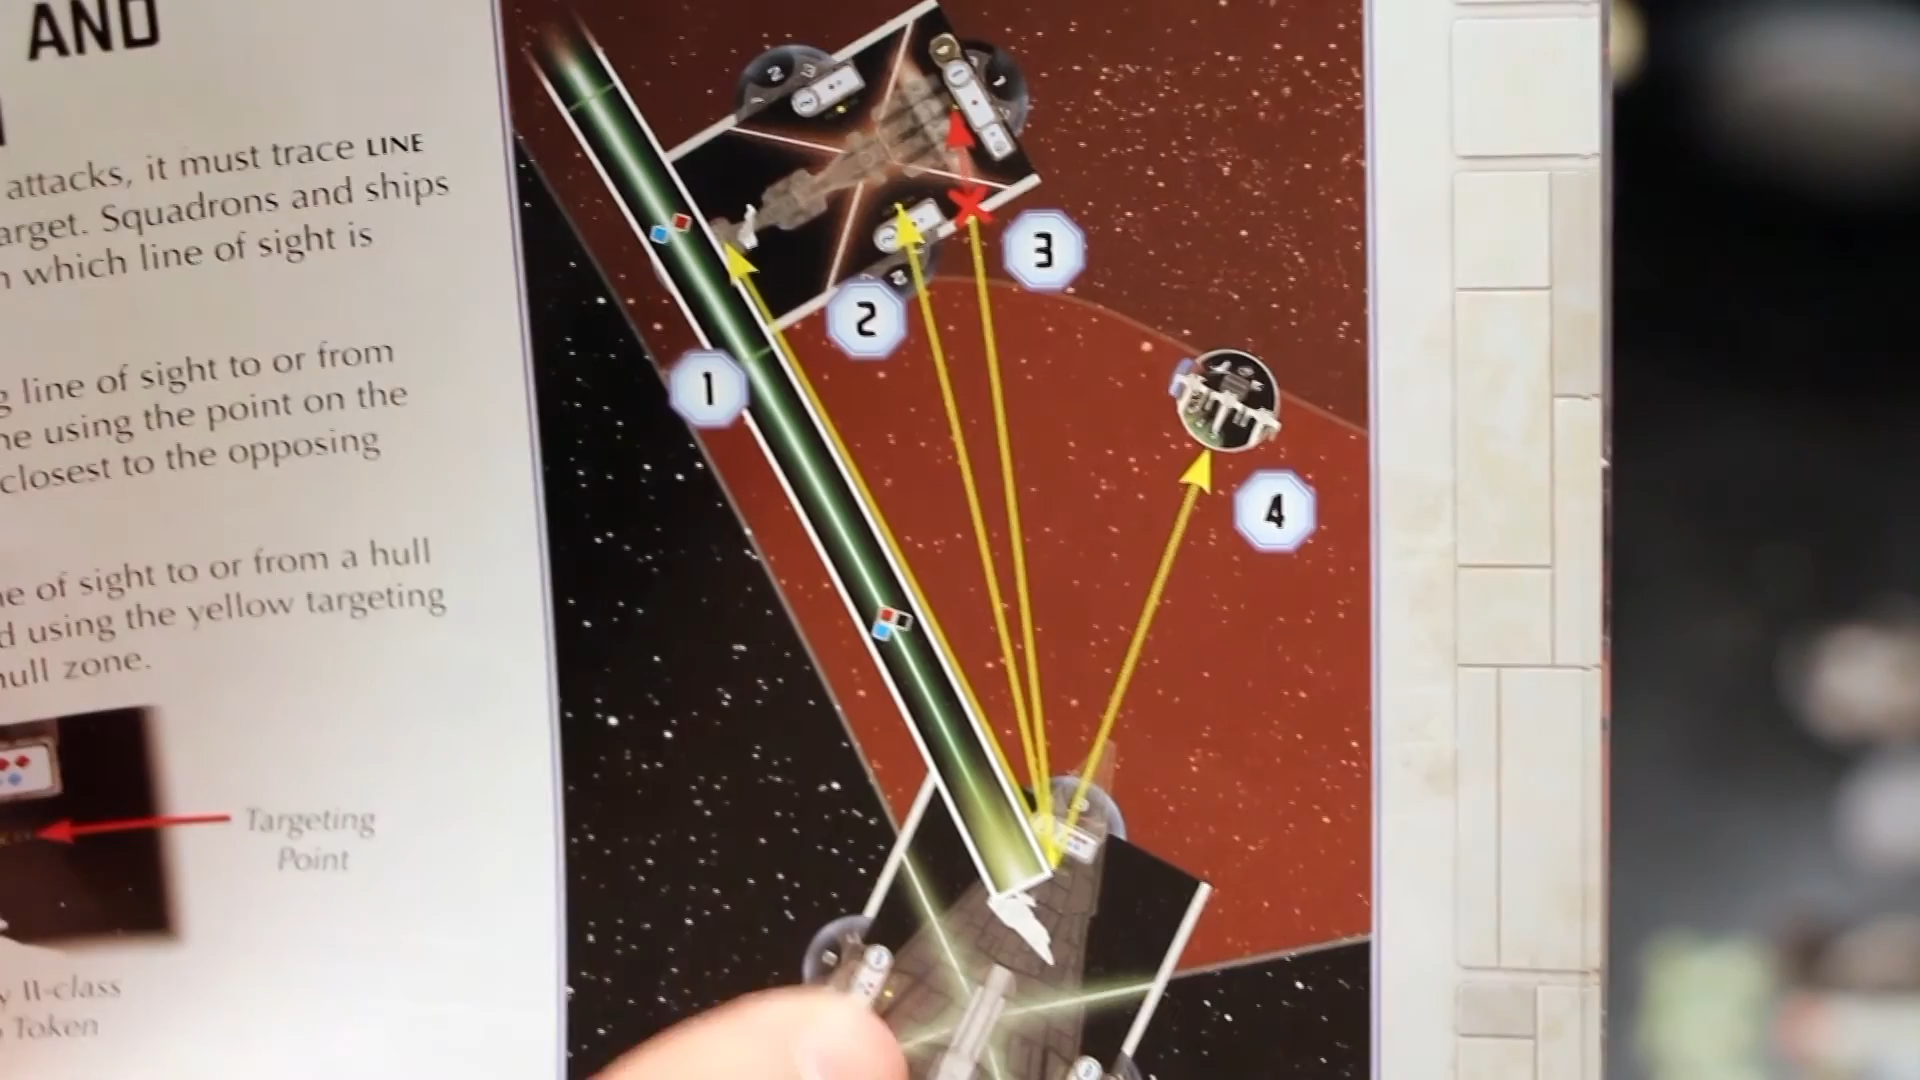 AND
attacks, it must trace LINE
arget. Squadrons and ships
which line of sight is
line of sight to or from
ne using the point on the
closest to the opposing
ne of sight to or from a hull
d using the yellow targeting
hull zone.
Targeting
Point
y II-class
Token
1
2
3
4